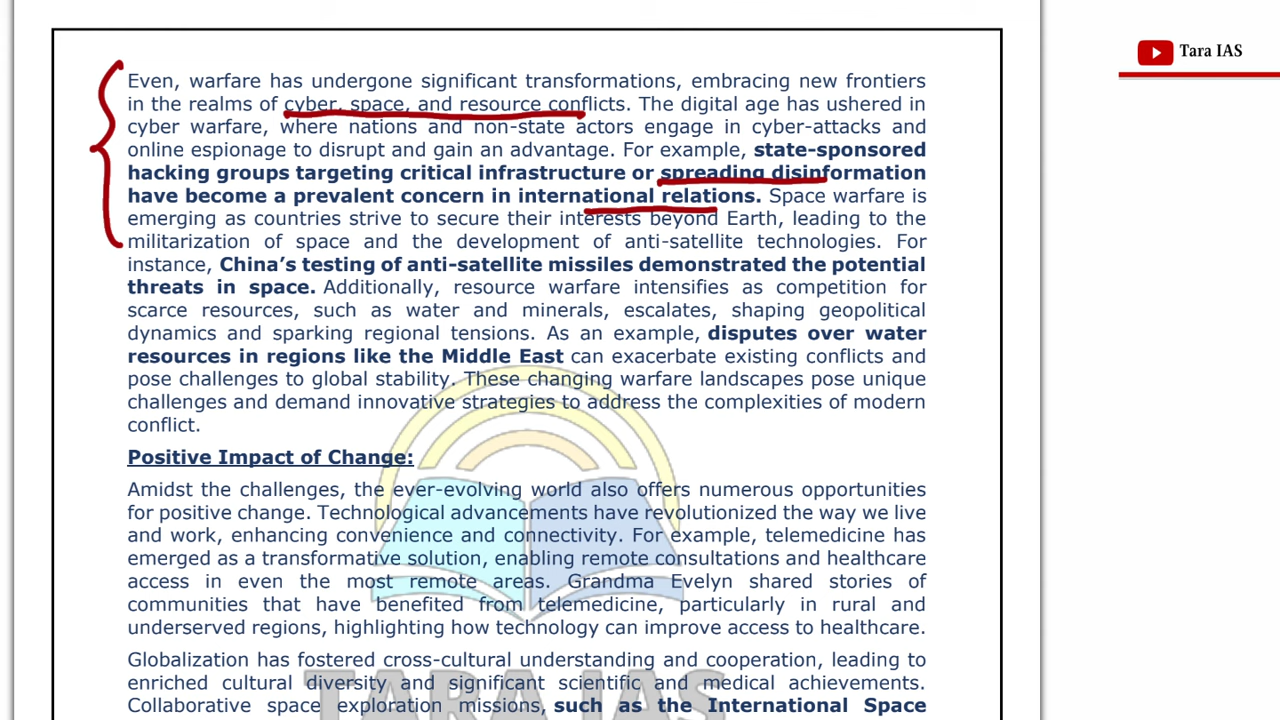 Tara IAS
Even, warfare has undergone significant transformations, embracing new frontiers
in the realms of cyber, space, and resource conflicts. The digital age has ushered in
cyber warfare, where nations and non-state actors engage in cyber-attacks and
online espionage to disrupt and gain an advantage. For example, state-sponsored
hacking groups targeting critical infrastructure or spreading disinformation
have become a prevalent concern in international relations. Space warfare is
emerging as countries strive to secure their interests beyond Earth, leading to the
militarization of space and the development of anti-satellite technologies. For
instance, China’s testing of anti-satellite missiles demonstrated the potential
threats in space. Additionally, resource warfare intensifies as competition for
scarce resources, such as water and minerals, escalates, shaping geopolitical
dynamics and sparking regional tensions. As an example, disputes over water
resources in regions like the Middle East can exacerbate existing conflicts and
pose challenges to global stability. These changing warfare landscapes pose unique
challenges and demand innovative strategies to address the complexities of modern
conflict.
Positive Impact of Change:
Amidst the challenges, the ever-evolving world also offers numerous opportunities
for positive change. Technological advancements have revolutionized the way we live
and work, enhancing convenience and connectivity. For example, telemedicine has
emerged as a transformative solution, enabling remote consultations and healthcare
access in even the most remote areas. Grandma Evelyn shared stories of
communities that have benefited from telemedicine, particularly in rural and
underserved regions, highlighting how technology can improve access to healthcare.
Globalization has fostered cross-cultural understanding and cooperation, leading to
enriched cultural diversity and significant scientific and medical achievements.
Collaborative space exploration missions, such as the International Space
TARA IAS